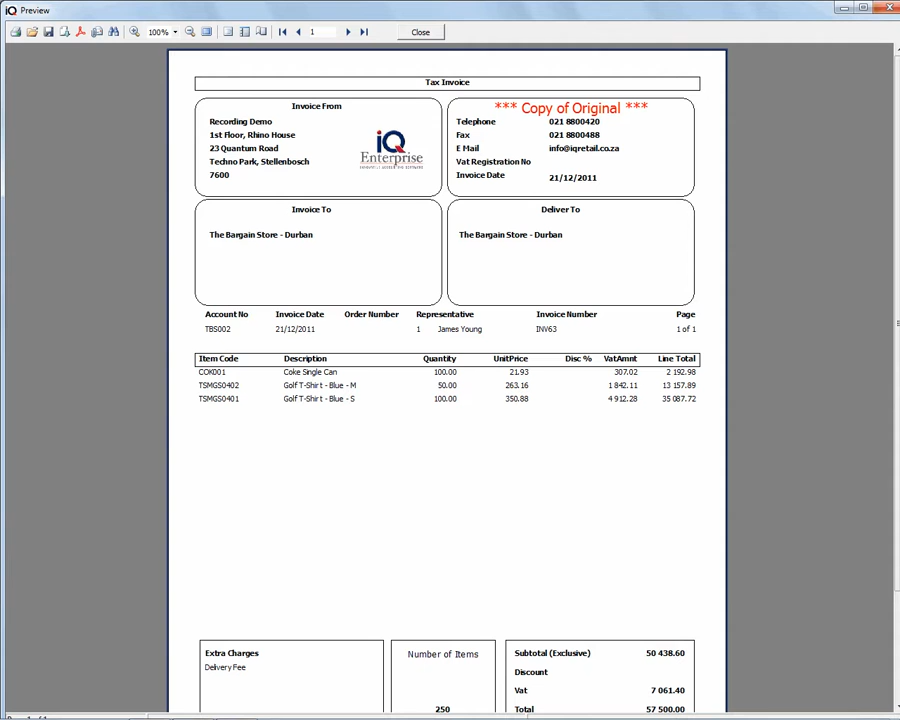 Preview
100%
1
Close
Tax Invoice
Invoice From
Recording Demo
1st Floor, Rhino House
23 Quantum Road
Techno Park, Stellenbosch
7600
iQ
Enterprise
*** Copy of Original ***
Telephone 021 8800420
Fax 021 8800488
E Mail info@iqretail.co.za
Vat Registration No
Invoice Date 21/12/2011
Invoice To
The Bargain Store - Durban
Deliver To
The Bargain Store - Durban
Account No Invoice Date Order Number Representative Invoice Number Page
TBS002 21/12/2011 1 James Young INV63 1 of 1
Item Code Description Quantity UnitPrice Disc % VatAmnt Line Total
COK001 Coke Single Can 100.00 21.93 307.02 2 192.98
TSMGS0402 Golf T-Shirt - Blue - M 50.00 263.16 1 842.11 13 157.89
TSMGS0401 Golf T-Shirt - Blue - S 100.00 350.88 4 912.28 35 087.72
Extra Charges
Delivery Fee
Number of Items
250
Subtotal (Exclusive) 50 438.60
Discount
Vat 7 061.40
Total 57 500.00